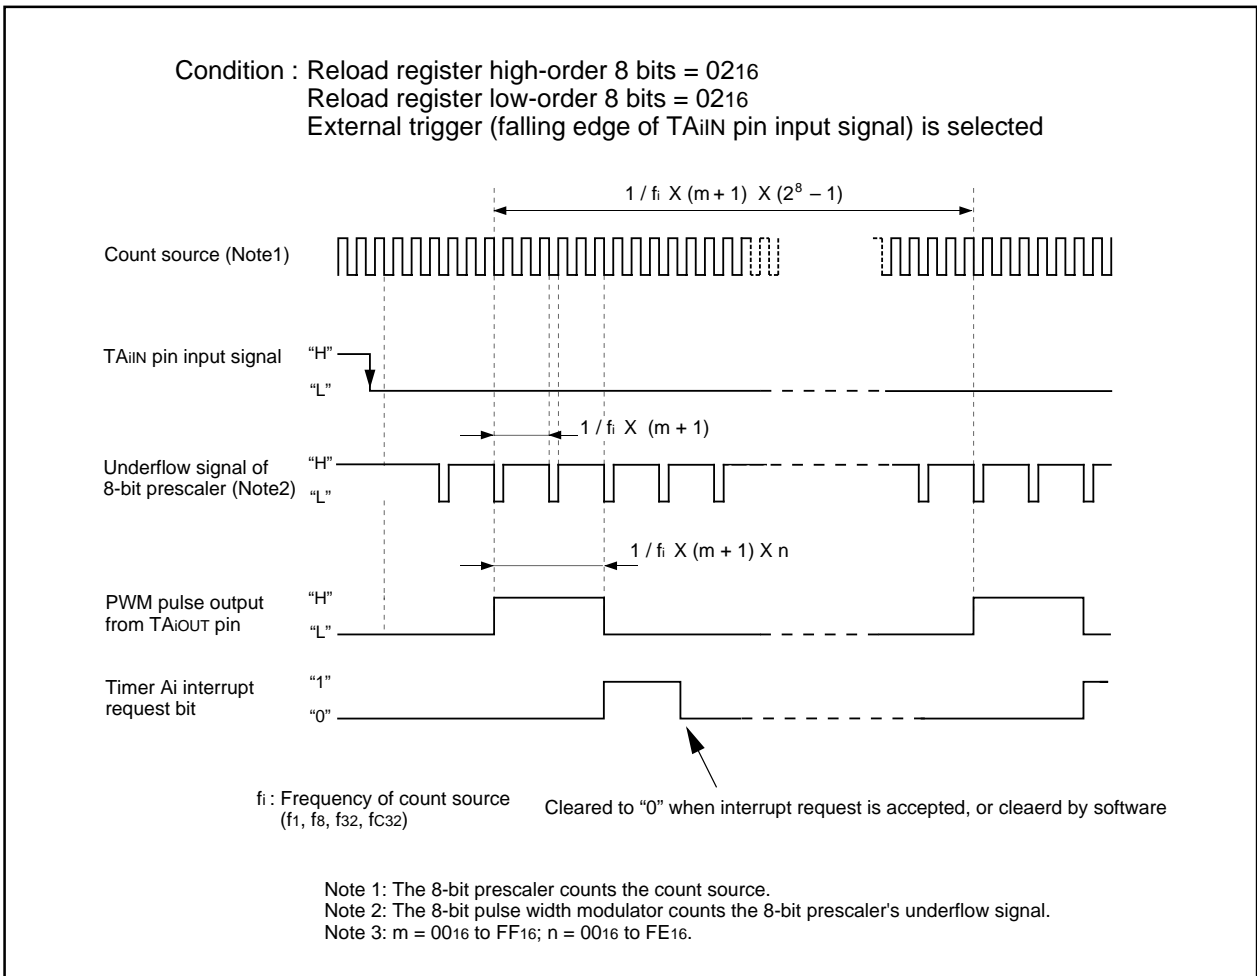 Condition : Reload register high-order 8 bits = 0216
Reload register low-order 8 bits = 0216
External trigger (falling edge of TAiIN pin input signal) is selected
1 / fi X (m + 1) X (2⁸ – 1)
Count source (Note1)
TAiIN pin input signal
“H”
“L”
1 / fi X (m + 1)
Underflow signal of
8-bit prescaler (Note2)
“H”
“L”
1 / fi X (m + 1) X n
PWM pulse output
from TAiOUT pin
“H”
“L”
Timer Ai interrupt
request bit
“1”
“0”
fi : Frequency of count source
(f1, f8, f32, fC32)
Cleared to “0” when interrupt request is accepted, or cleaerd by software
Note 1: The 8-bit prescaler counts the count source.
Note 2: The 8-bit pulse width modulator counts the 8-bit prescaler's underflow signal.
Note 3: m = 0016 to FF16; n = 0016 to FE16.